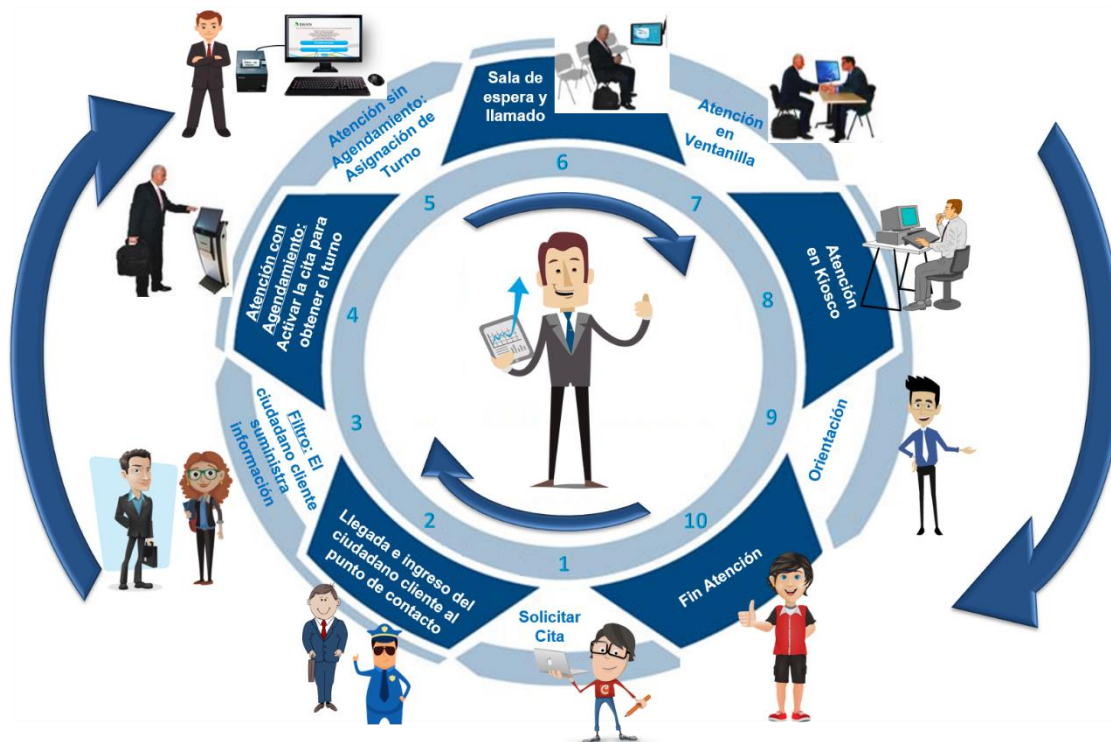 1
Solicitar
Cita
2
Llegada e ingreso del
ciudadano cliente al
punto de contacto
3
Filtro: El
ciudadano cliente
suministra
información
4
Atención con
Agendamiento:
Activar la cita para
obtener el turno
5
Atención sin
Agendamiento:
Asignación de
Turno
6
Sala de
espera y
llamado
7
Atención
en
Ventanilla
8
Atención
en Kiosco
9
Orientación
10
Fin Atención